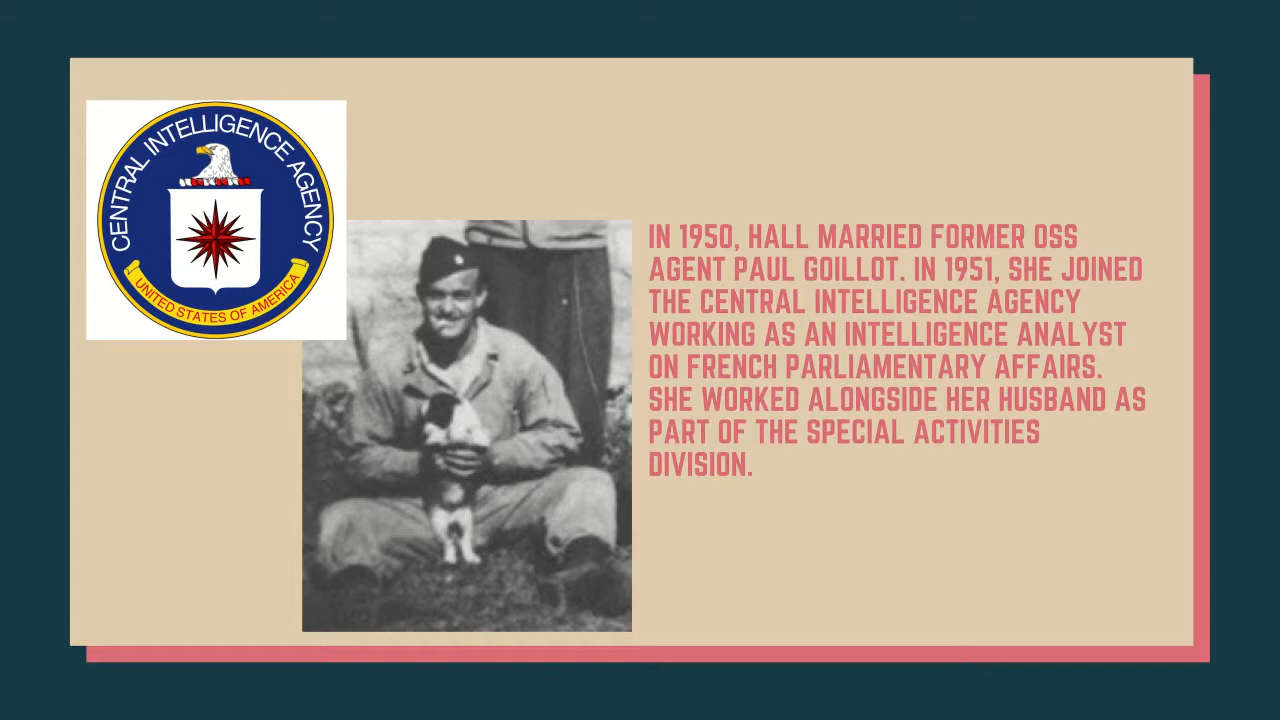 CENTRAL INTELLIGENCE AGENCY
UNITED STATES OF AMERICA
IN 1950, HALL MARRIED FORMER OSS
AGENT PAUL GOILLOT. IN 1951, SHE JOINED
THE CENTRAL INTELLIGENCE AGENCY
WORKING AS AN INTELLIGENCE ANALYST
ON FRENCH PARLIAMENTARY AFFAIRS.
SHE WORKED ALONGSIDE HER HUSBAND AS
PART OF THE SPECIAL ACTIVITIES
DIVISION.